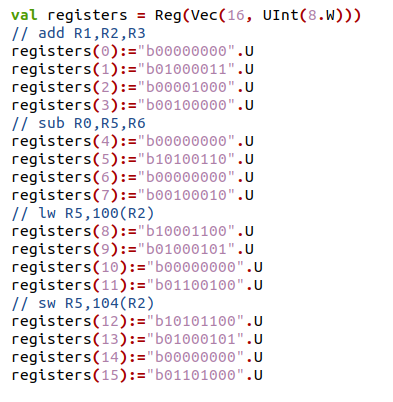 val registers = Reg(Vec(16, UInt(8.W)))
// add R1,R2,R3
registers(0):="b00000000".U
registers(1):="b01000011".U
registers(2):="b00001000".U
registers(3):="b00100000".U
// sub R0,R5,R6
registers(4):="b00000000".U
registers(5):="b10100110".U
registers(6):="b00000000".U
registers(7):="b00100010".U
// lw R5,100(R2)
registers(8):="b10001100".U
registers(9):="b01000101".U
registers(10):="b00000000".U
registers(11):="b01100100".U
// sw R5,104(R2)
registers(12):="b10101100".U
registers(13):="b01000101".U
registers(14):="b00000000".U
registers(15):="b01101000".U